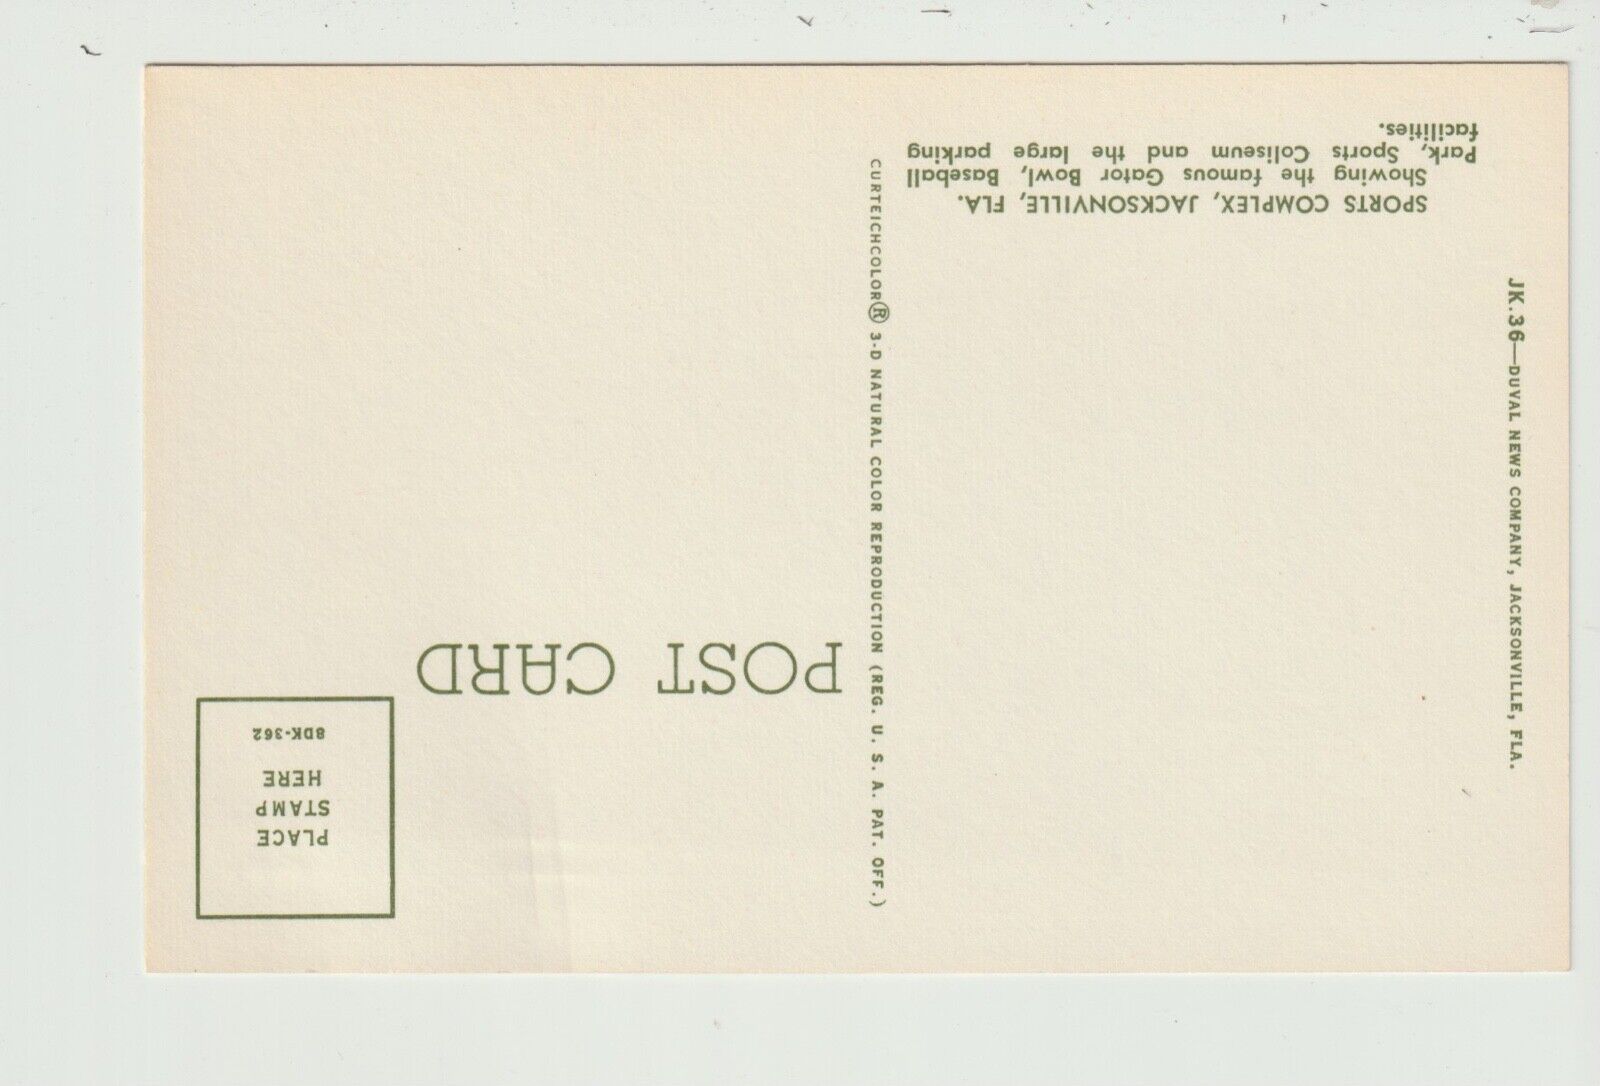 SPORTS COMPLEX, JACKSONVILLE, FLA.
Showing the famous Gator Bowl, Baseball
Park, Sports Coliseum and the large parking
facilities.
JK.36—DUVAL NEWS COMPANY, JACKSONVILLE, FLA.
CURTEICHCOLOR® 3-D NATURAL COLOR REPRODUCTION (REG. U. S. A. PAT. OFF.)
POST CARD
PLACE
STAMP
HERE
8DK-362